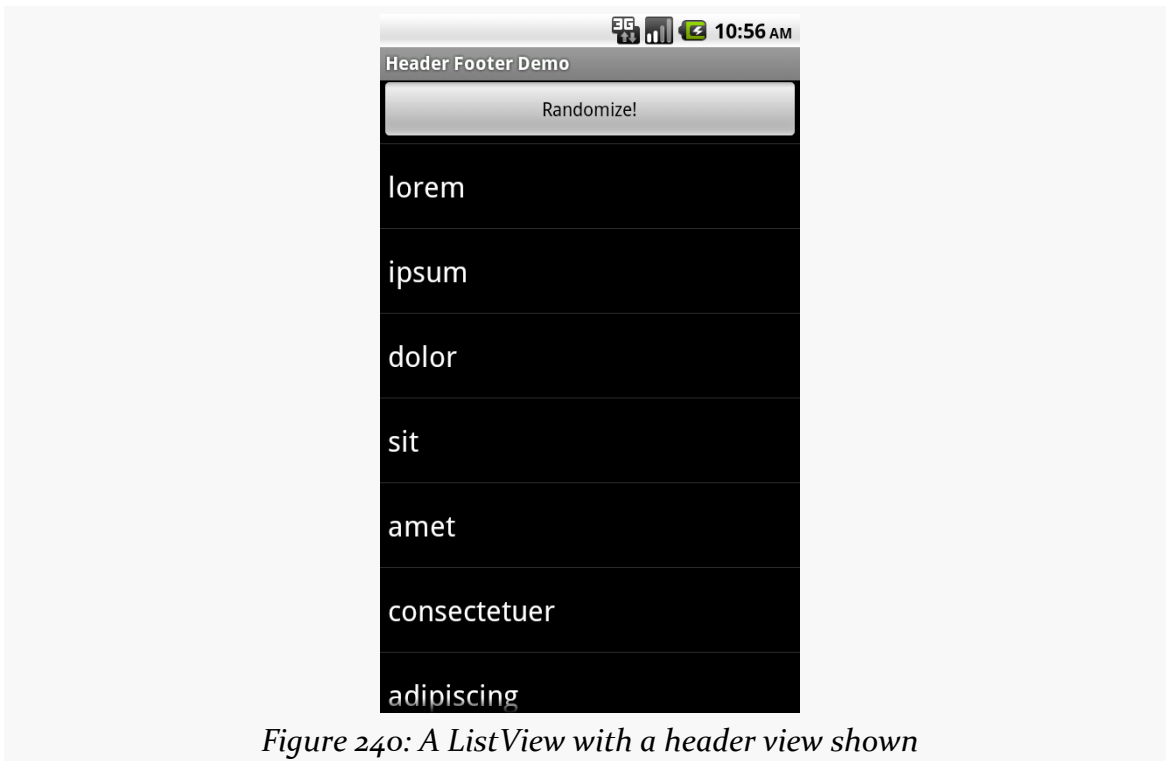 3G 10:56 AM
Header Footer Demo
Randomize!
lorem
ipsum
dolor
sit
amet
consectetuer
adipiscing
Figure 240: A ListView with a header view shown